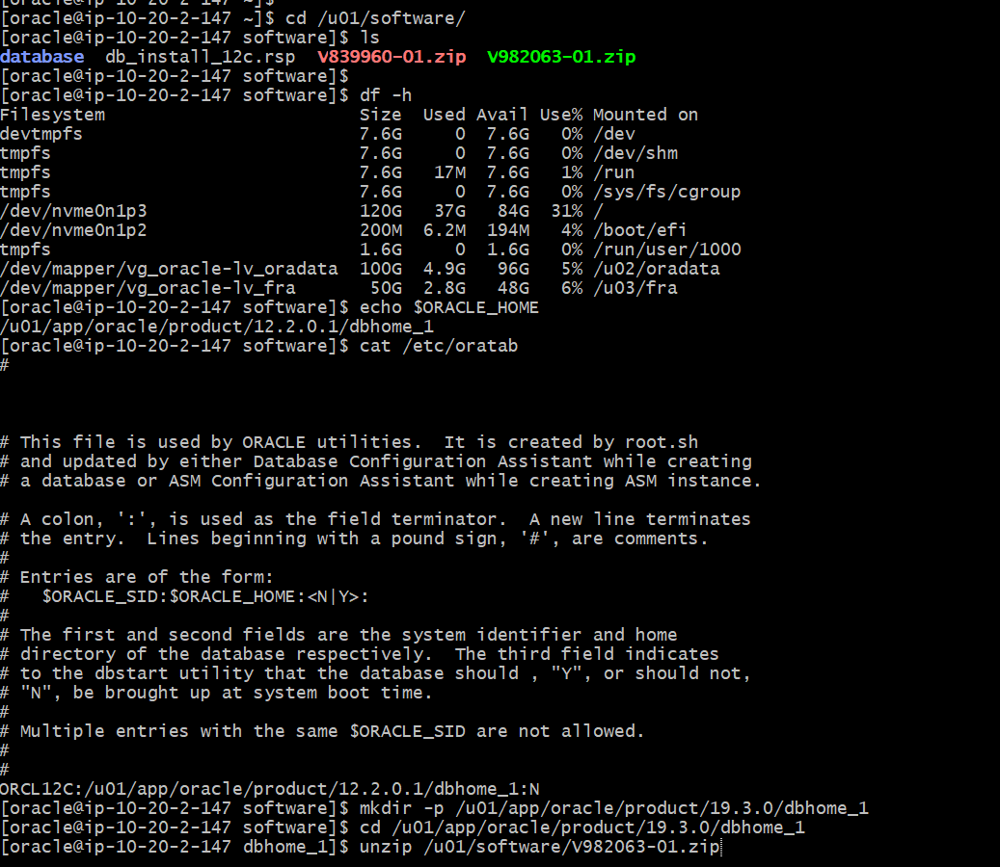 [oracle@ip-10-20-2-147 ~]$
[oracle@ip-10-20-2-147 ~]$ cd /u01/software/
[oracle@ip-10-20-2-147 software]$ ls
database  db_install_12c.rsp  V839960-01.zip  V982063-01.zip
[oracle@ip-10-20-2-147 software]$
[oracle@ip-10-20-2-147 software]$ df -h
Filesystem                        Size  Used Avail Use% Mounted on
devtmpfs                          7.6G     0  7.6G   0% /dev
tmpfs                             7.6G     0  7.6G   0% /dev/shm
tmpfs                             7.6G   17M  7.6G   1% /run
tmpfs                             7.6G     0  7.6G   0% /sys/fs/cgroup
/dev/nvme0n1p3                    120G   37G   84G  31% /
/dev/nvme0n1p2                    200M  6.2M  194M   4% /boot/efi
tmpfs                             1.6G     0  1.6G   0% /run/user/1000
/dev/mapper/vg_oracle-lv_oradata  100G  4.9G   96G   5% /u02/oradata
/dev/mapper/vg_oracle-lv_fra       50G  2.8G   48G   6% /u03/fra
[oracle@ip-10-20-2-147 software]$ echo $ORACLE_HOME
/u01/app/oracle/product/12.2.0.1/dbhome_1
[oracle@ip-10-20-2-147 software]$ cat /etc/oratab
#
# This file is used by ORACLE utilities.  It is created by root.sh
# and updated by either Database Configuration Assistant while creating
# a database or ASM Configuration Assistant while creating ASM instance.
# A colon, ':', is used as the field terminator.  A new line terminates
# the entry.  Lines beginning with a pound sign, '#', are comments.
#
# Entries are of the form:
#   $ORACLE_SID:$ORACLE_HOME:<N|Y>:
#
# The first and second fields are the system identifier and home
# directory of the database respectively.  The third field indicates
# to the dbstart utility that the database should , "Y", or should not,
# "N", be brought up at system boot time.
#
# Multiple entries with the same $ORACLE_SID are not allowed.
#
#
ORCL12C:/u01/app/oracle/product/12.2.0.1/dbhome_1:N
[oracle@ip-10-20-2-147 software]$ mkdir -p /u01/app/oracle/product/19.3.0/dbhome_1
[oracle@ip-10-20-2-147 software]$ cd /u01/app/oracle/product/19.3.0/dbhome_1
[oracle@ip-10-20-2-147 dbhome_1]$ unzip /u01/software/V982063-01.zip